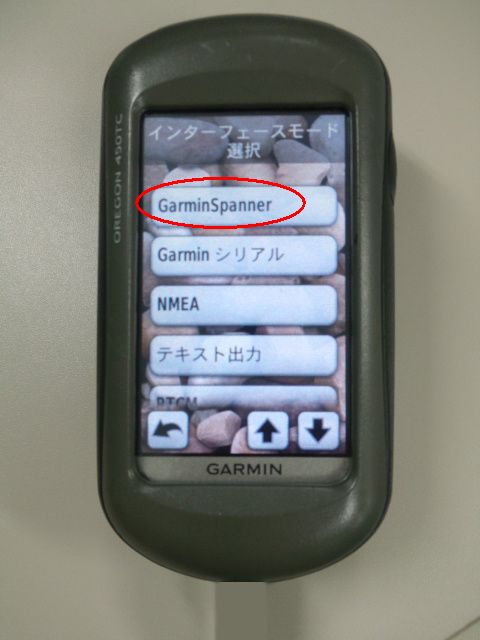 OREGON 450TC
インターフェースモード
選択
GarminSpanner
Garmin シリアル
NMEA
テキスト出力
RTCM
GARMIN